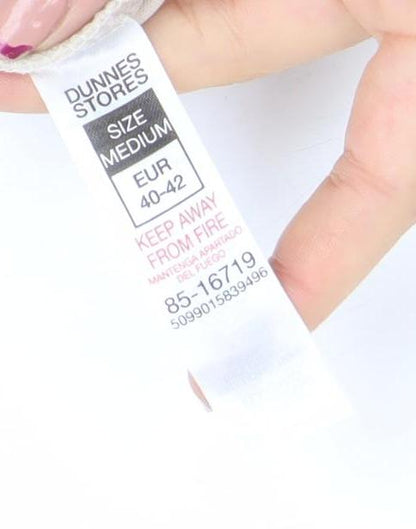 DUNNES
STORES
SIZE
MEDIUM
EUR
40-42
KEEP AWAY
FROM FIRE
MANTENGA APARTADO
DEL FUEGO
85-16719
5099015839496